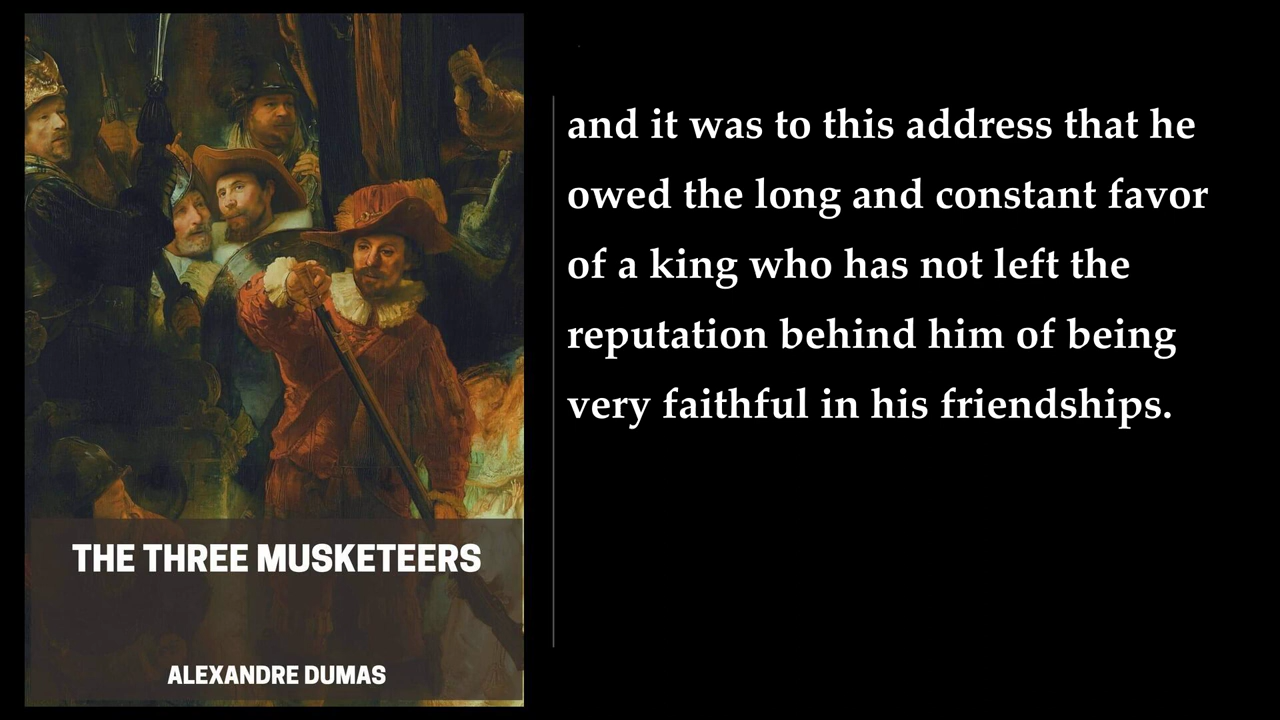 THE THREE MUSKETEERS
ALEXANDRE DUMAS
and it was to this address that he
owed the long and constant favor
of a king who has not left the
reputation behind him of being
very faithful in his friendships.